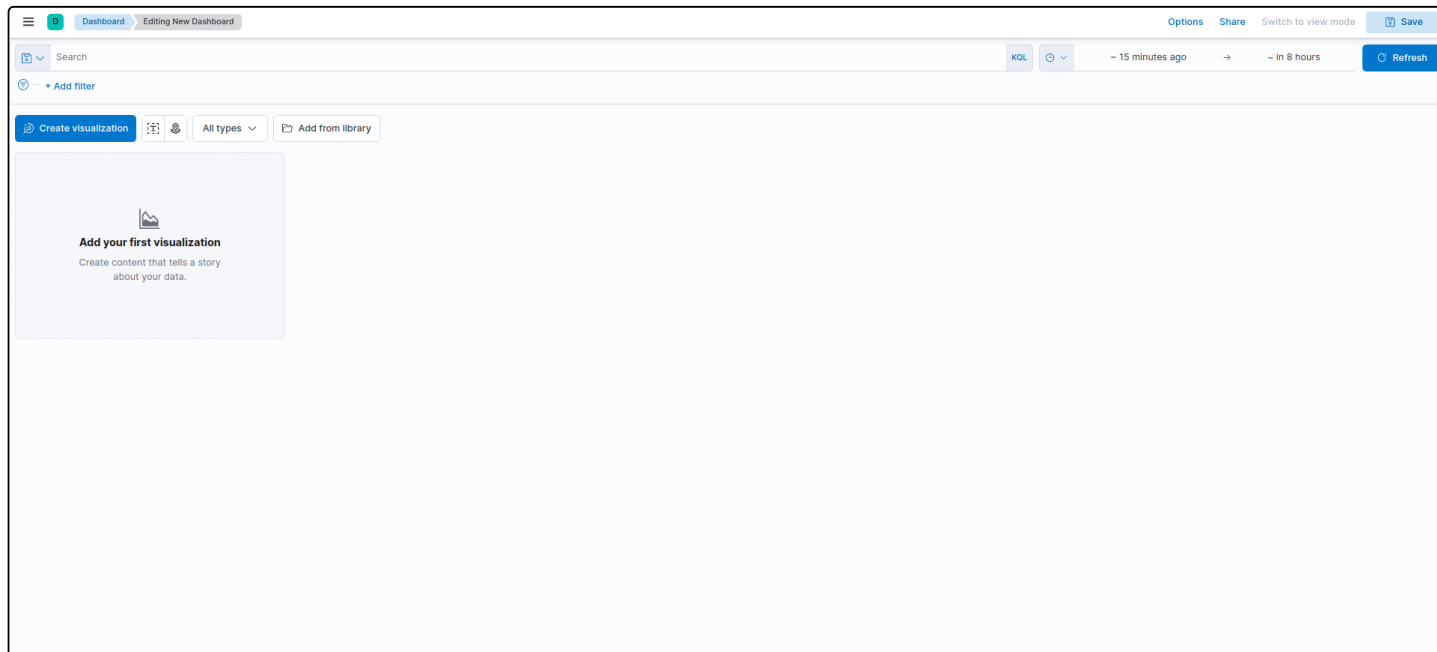 D Dashboard Editing New Dashboard Options Share Switch to view mode Save
Search KQL ~ 15 minutes ago → ~ in 8 hours Refresh
+ Add filter
Create visualization T All types Add from library
Add your first visualization
Create content that tells a story
about your data.